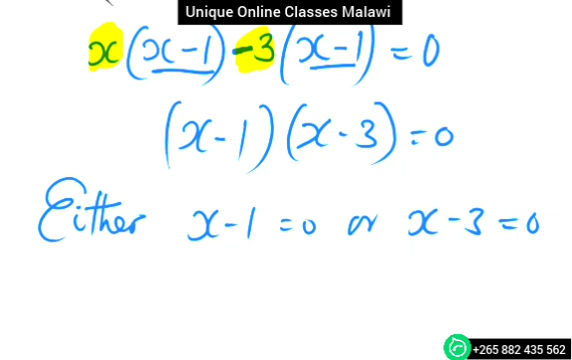 Unique Online Classes Malawi
x(x-1)-3(x-1)=0
(x-1)(x-3)=0
Either x-1=0 or x-3=0
+265 882 435 562